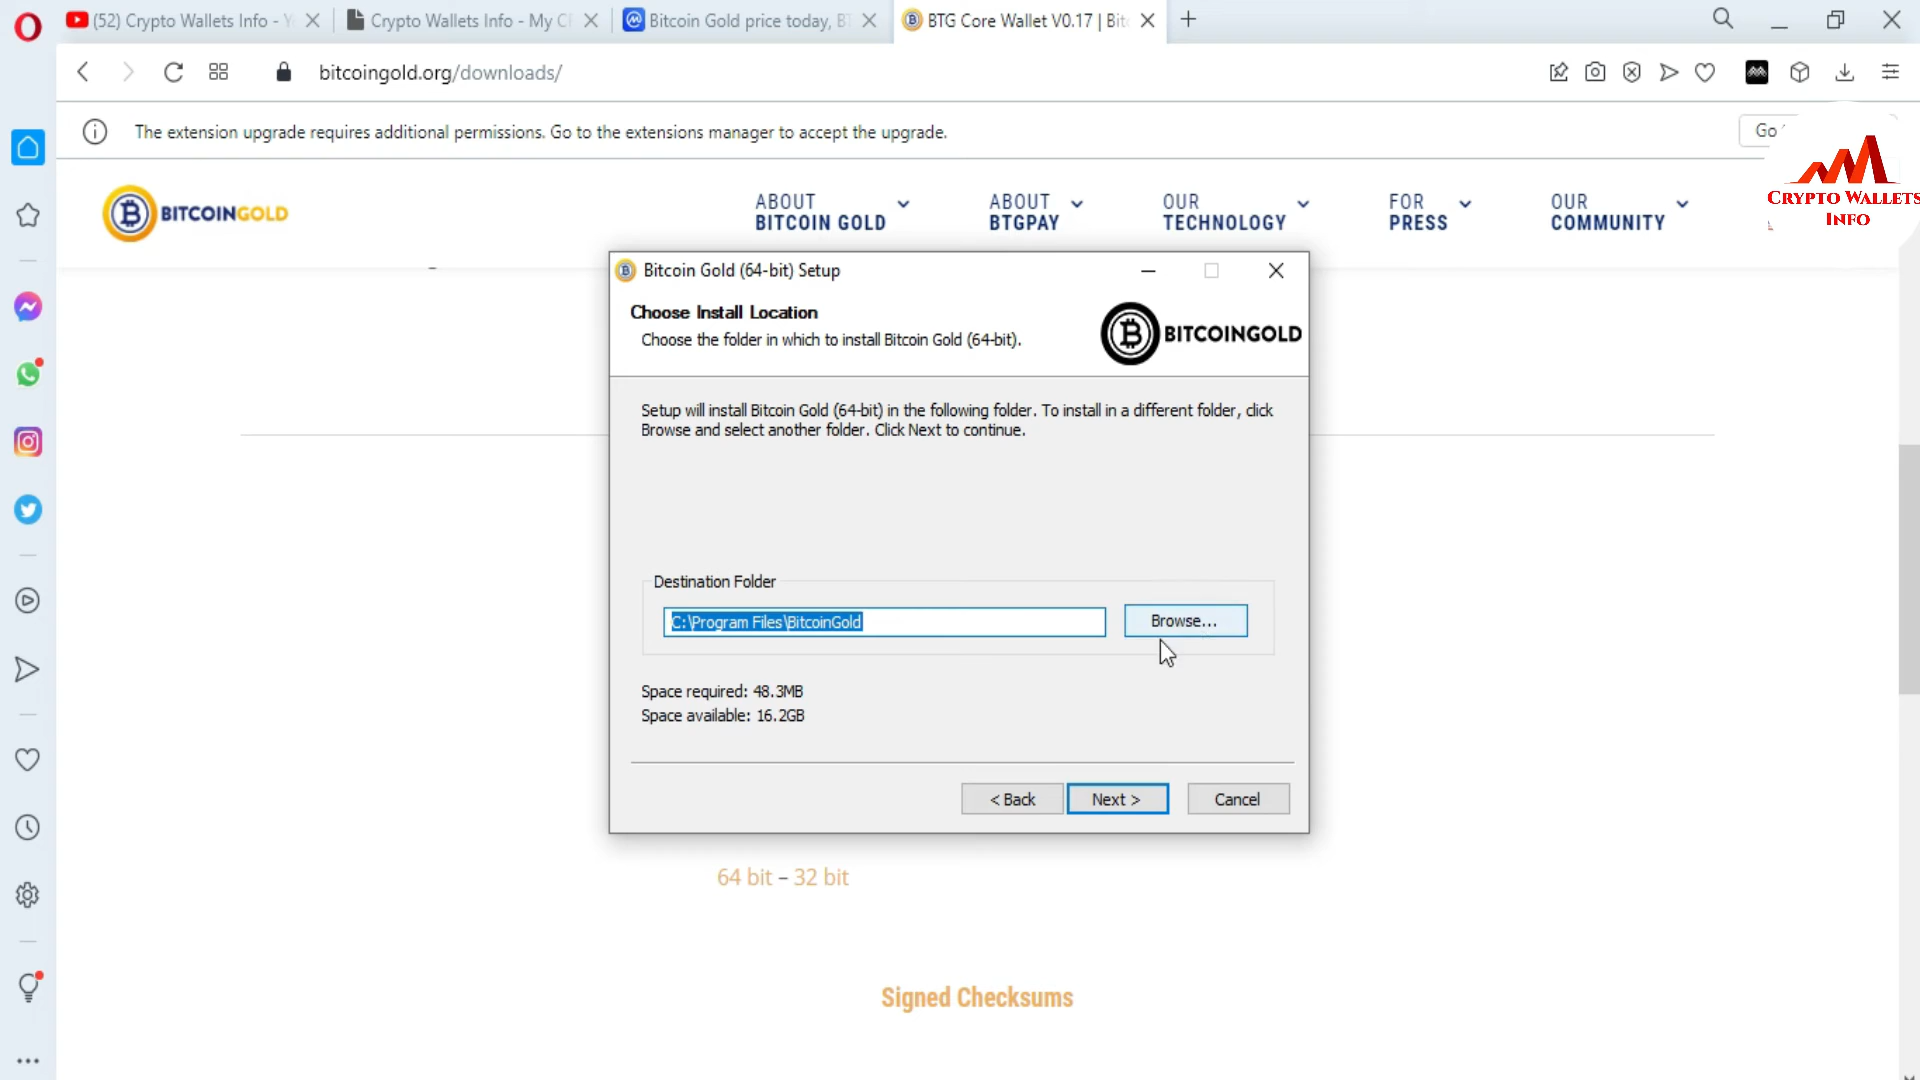 (52) Crypto Wallets Info - Y
Crypto Wallets Info - My C
Bitcoin Gold price today, B
BTG Core Wallet V0.17 | Bit
bitcoingold.org/downloads/
The extension upgrade requires additional permissions. Go to the extensions manager to accept the upgrade.
Go
CRYPTO WALLETS
INFO
BITCOINGOLD
ABOUT
BITCOIN GOLD
ABOUT
BTGPAY
OUR
TECHNOLOGY
FOR
PRESS
OUR
COMMUNITY
Bitcoin Gold (64-bit) Setup
Choose Install Location
Choose the folder in which to install Bitcoin Gold (64-bit).
BITCOINGOLD
Setup will install Bitcoin Gold (64-bit) in the following folder. To install in a different folder, click
Browse and select another folder. Click Next to continue.
Destination Folder
C:\Program Files\BitcoinGold
Browse...
Space required: 48.3MB
Space available: 16.2GB
< Back
Next >
Cancel
64 bit – 32 bit
Signed Checksums